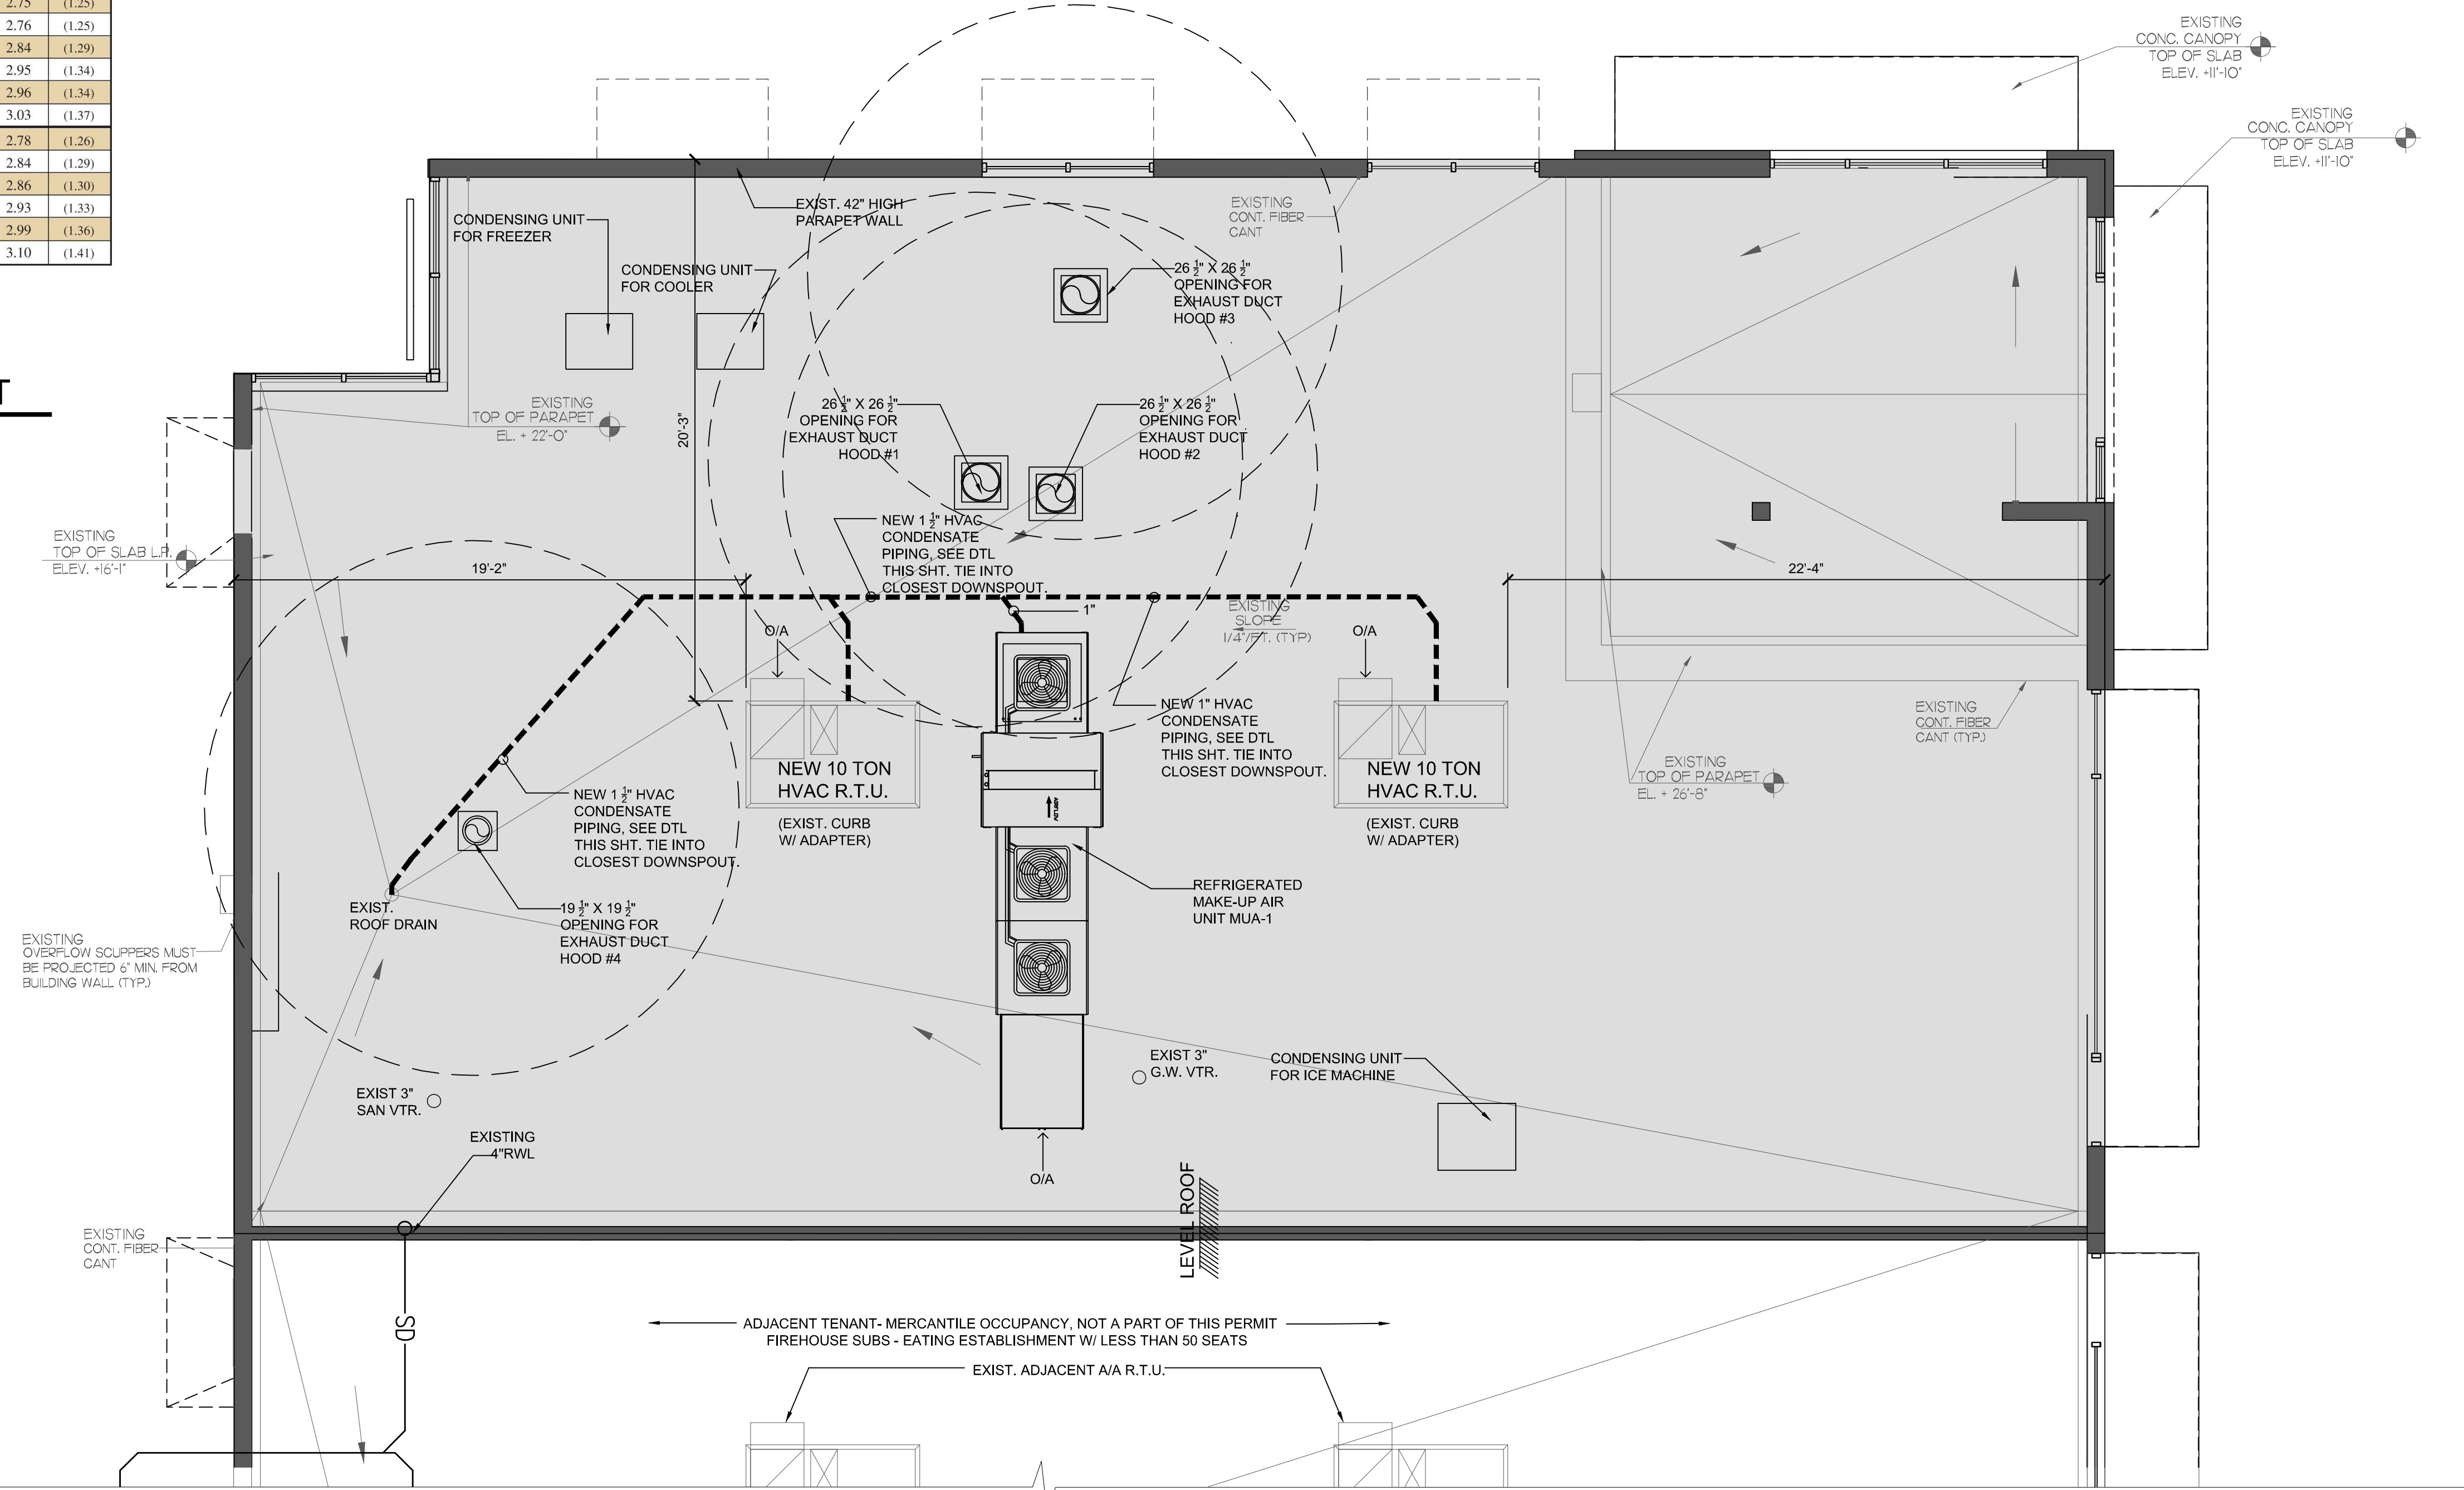 2.75 (1.25)
2.76 (1.25)
2.84 (1.29)
2.95 (1.34)
2.96 (1.34)
3.03 (1.37)
2.78 (1.26)
2.84 (1.29)
2.86 (1.30)
2.93 (1.33)
2.99 (1.36)
3.10 (1.41)
T
EXISTING
CONC. CANOPY
TOP OF SLAB
ELEV. +11'-10"
EXISTING
CONC. CANOPY
TOP OF SLAB
ELEV. +11'-10"
CONDENSING UNIT
FOR FREEZER
EXIST. 42" HIGH
PARAPET WALL
EXISTING
CONT. FIBER
CANT
CONDENSING UNIT
FOR COOLER
26 1/2" X 26 1/2"
OPENING FOR
EXHAUST DUCT
HOOD #3
EXISTING
TOP OF PARAPET
EL. + 22'-0"
20'-3"
26 1/2" X 26 1/2"
OPENING FOR
EXHAUST DUCT
HOOD #1
26 1/2" X 26 1/2"
OPENING FOR
EXHAUST DUCT
HOOD #2
EXISTING
TOP OF SLAB L.P.
ELEV. +16'-1"
19'-2"
NEW 1 1/2" HVAC
CONDENSATE
PIPING, SEE DTL
THIS SHT. TIE INTO
CLOSEST DOWNSPOUT.
22'-4"
1"
EXISTING
SLOPE
1/4"/FT. (TYP)
O/A
O/A
NEW 1" HVAC
CONDENSATE
PIPING, SEE DTL
THIS SHT. TIE INTO
CLOSEST DOWNSPOUT.
EXISTING
CONT. FIBER
CANT (TYP.)
NEW 10 TON
HVAC R.T.U.
(EXIST. CURB
W/ ADAPTER)
NEW 10 TON
HVAC R.T.U.
(EXIST. CURB
W/ ADAPTER)
EXISTING
TOP OF PARAPET
EL. + 26'-8"
NEW 1 1/2" HVAC
CONDENSATE
PIPING, SEE DTL
THIS SHT. TIE INTO
CLOSEST DOWNSPOUT.
REFRIGERATED
MAKE-UP AIR
UNIT MUA-1
EXIST.
ROOF DRAIN
19 1/2" X 19 1/2"
OPENING FOR
EXHAUST DUCT
HOOD #4
EXISTING
OVERFLOW SCUPPERS MUST
BE PROJECTED 6" MIN. FROM
BUILDING WALL (TYP.)
EXIST 3"
G.W. VTR.
CONDENSING UNIT
FOR ICE MACHINE
EXIST 3"
SAN VTR.
EXISTING
4"RWL
O/A
LEVEL ROOF
EXISTING
CONT. FIBER
CANT
SD
ADJACENT TENANT- MERCANTILE OCCUPANCY, NOT A PART OF THIS PERMIT
FIREHOUSE SUBS - EATING ESTABLISHMENT W/ LESS THAN 50 SEATS
EXIST. ADJACENT A/A R.T.U.